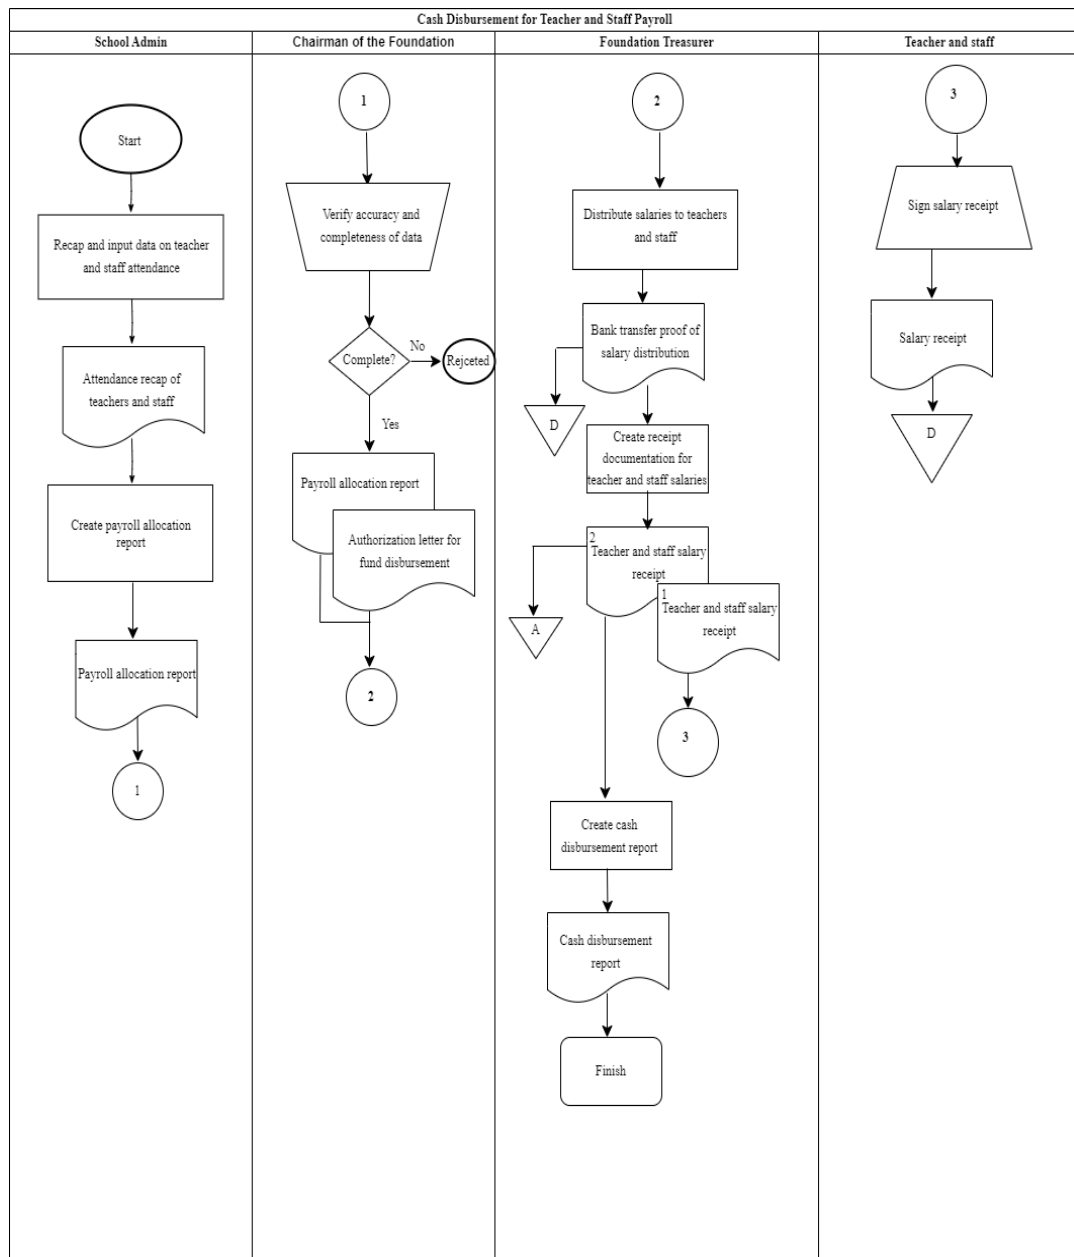 Cash Disbursement for Teacher and Staff Payroll
School Admin
Chairman of the Foundation
Foundation Treasurer
Teacher and staff
Start
Recap and input data on teacher
and staff attendance
Attendance recap of
teachers and staff
Create payroll allocation
report
Payroll allocation report
1
1
Verify accuracy and
completeness of data
Complete?
No
Rejceted
Yes
Payroll allocation report
Authorization letter for
fund disbursement
2
2
Distribute salaries to teachers
and staff
Bank transfer proof of
salary distribution
D
Create receipt
documentation for
teacher and staff salaries
2
Teacher and staff salary
receipt
A
1
Teacher and staff salary
receipt
3
Create cash
disbursement report
Cash disbursement
report
Finish
3
Sign salary receipt
Salary receipt
D